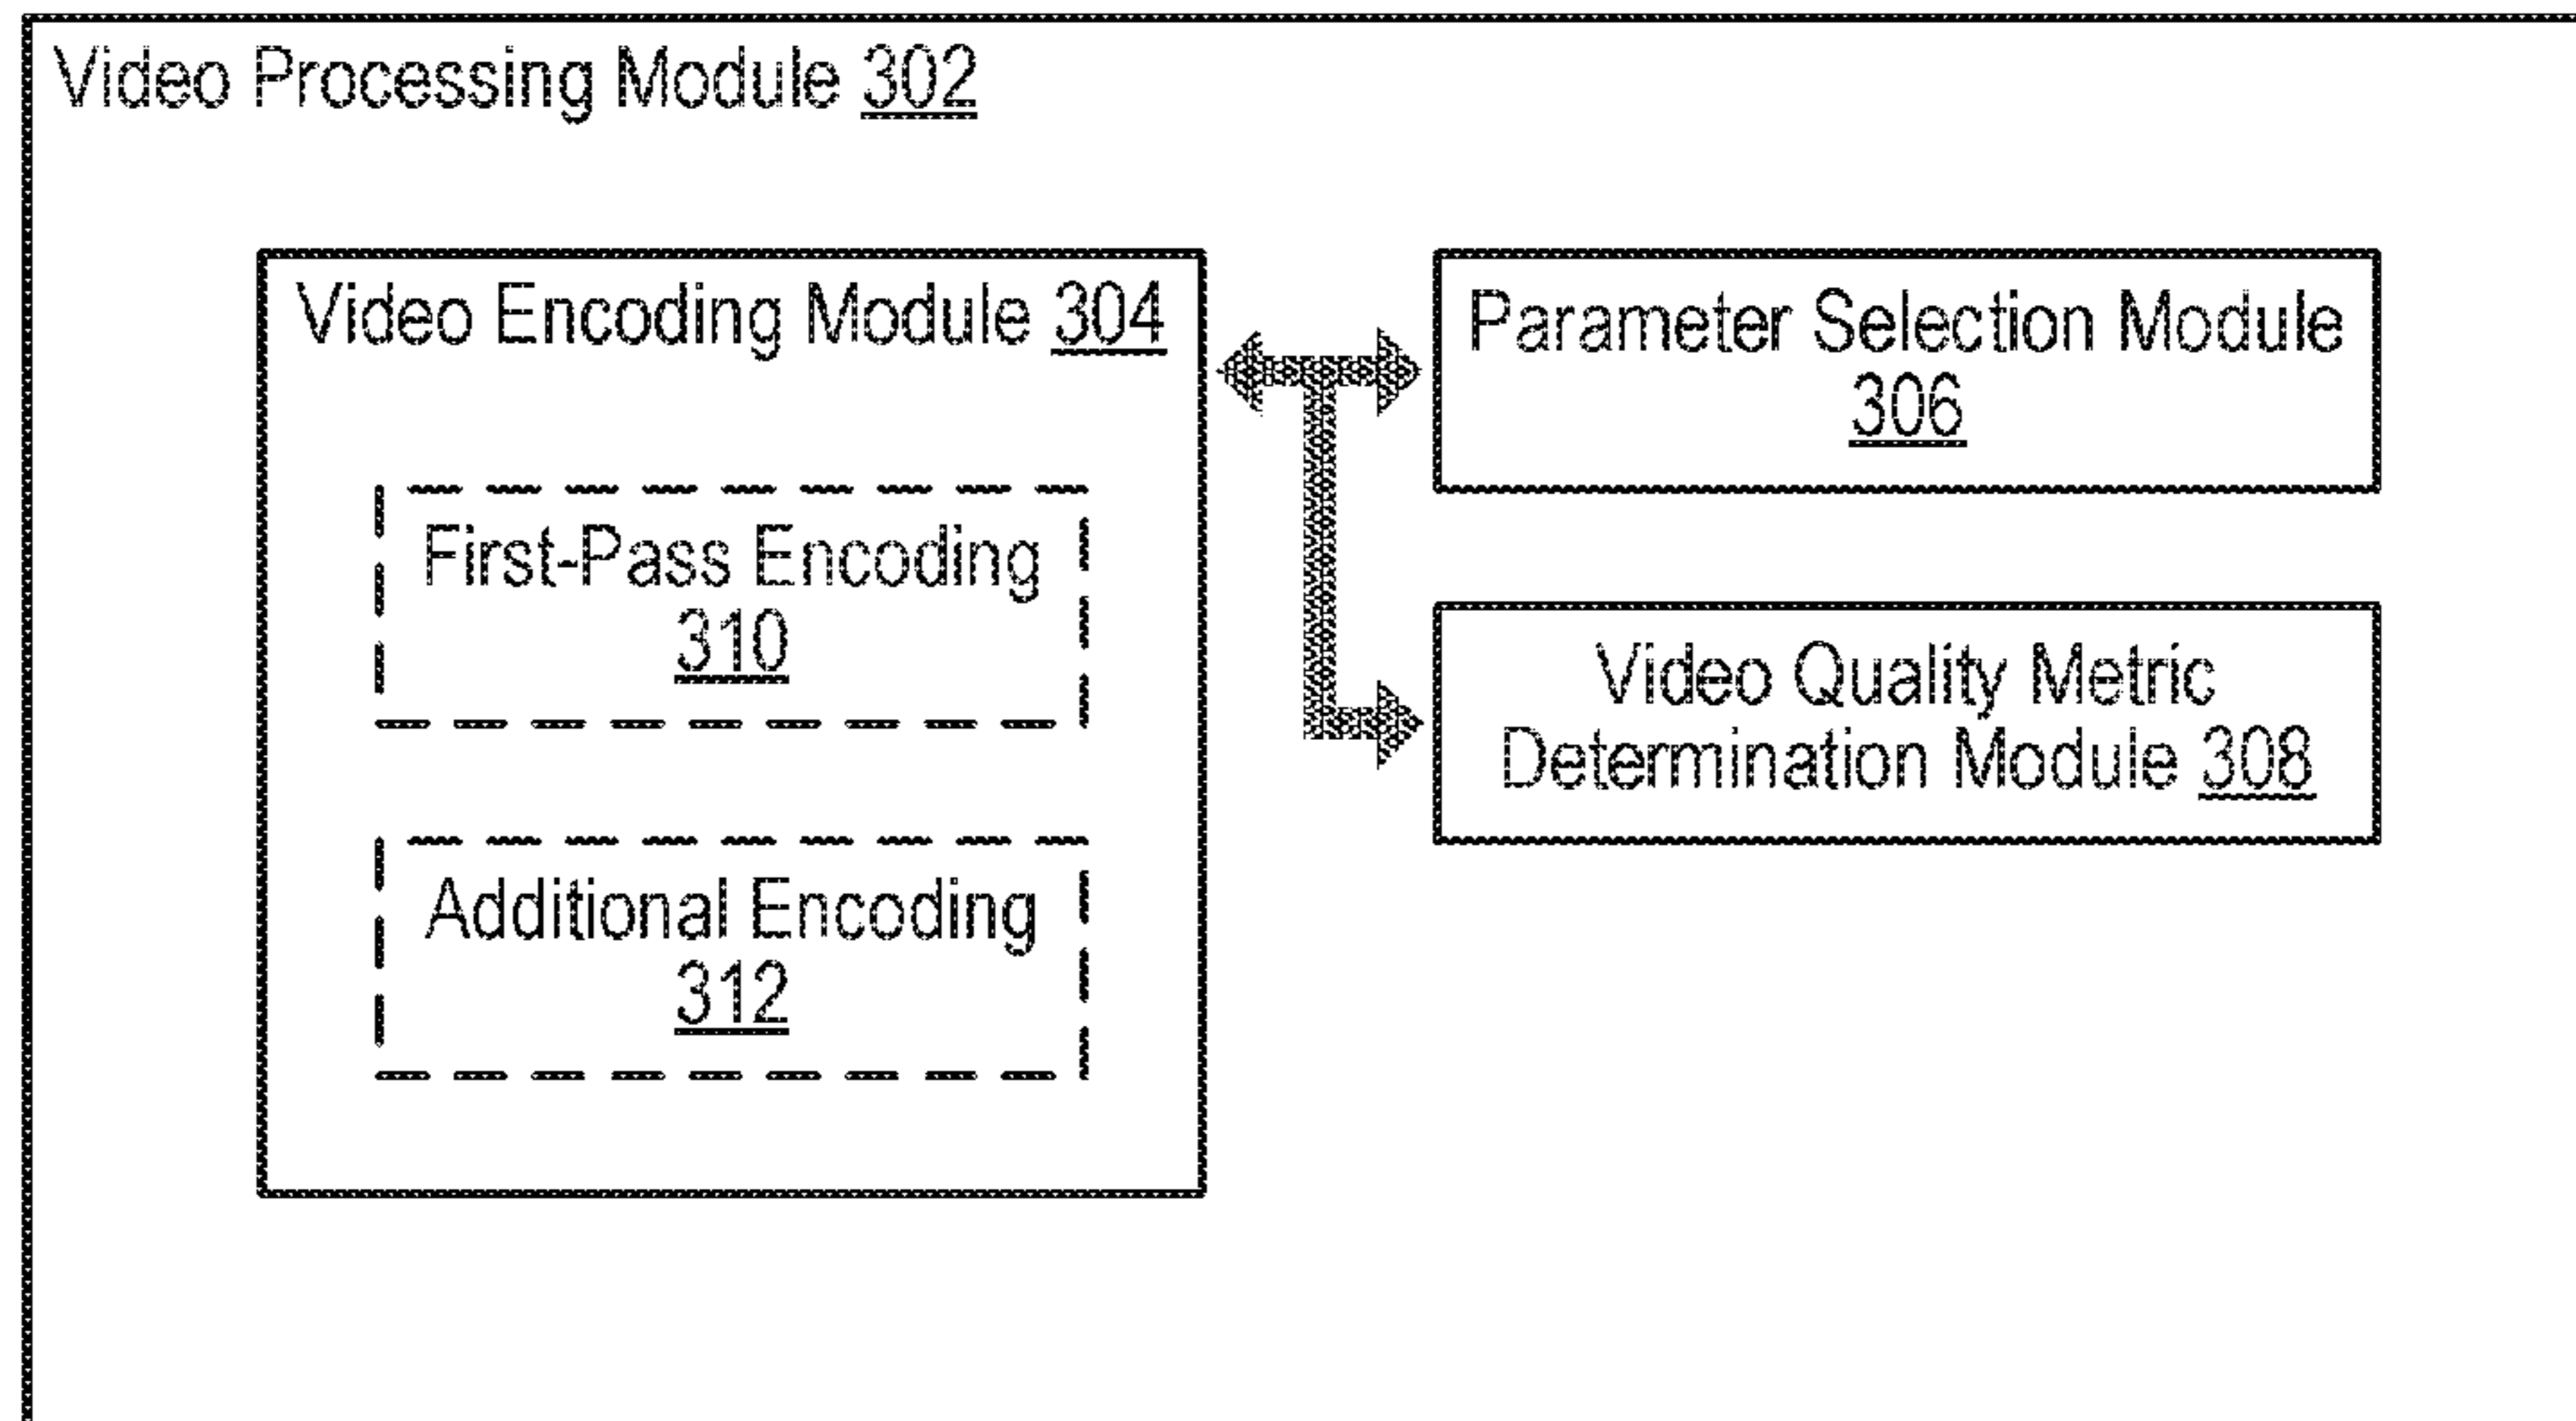 Video Processing Module 302
Video Encoding Module 304
First-Pass Encoding
310
Additional Encoding
312
Parameter Selection Module
306
Video Quality Metric
Determination Module 308